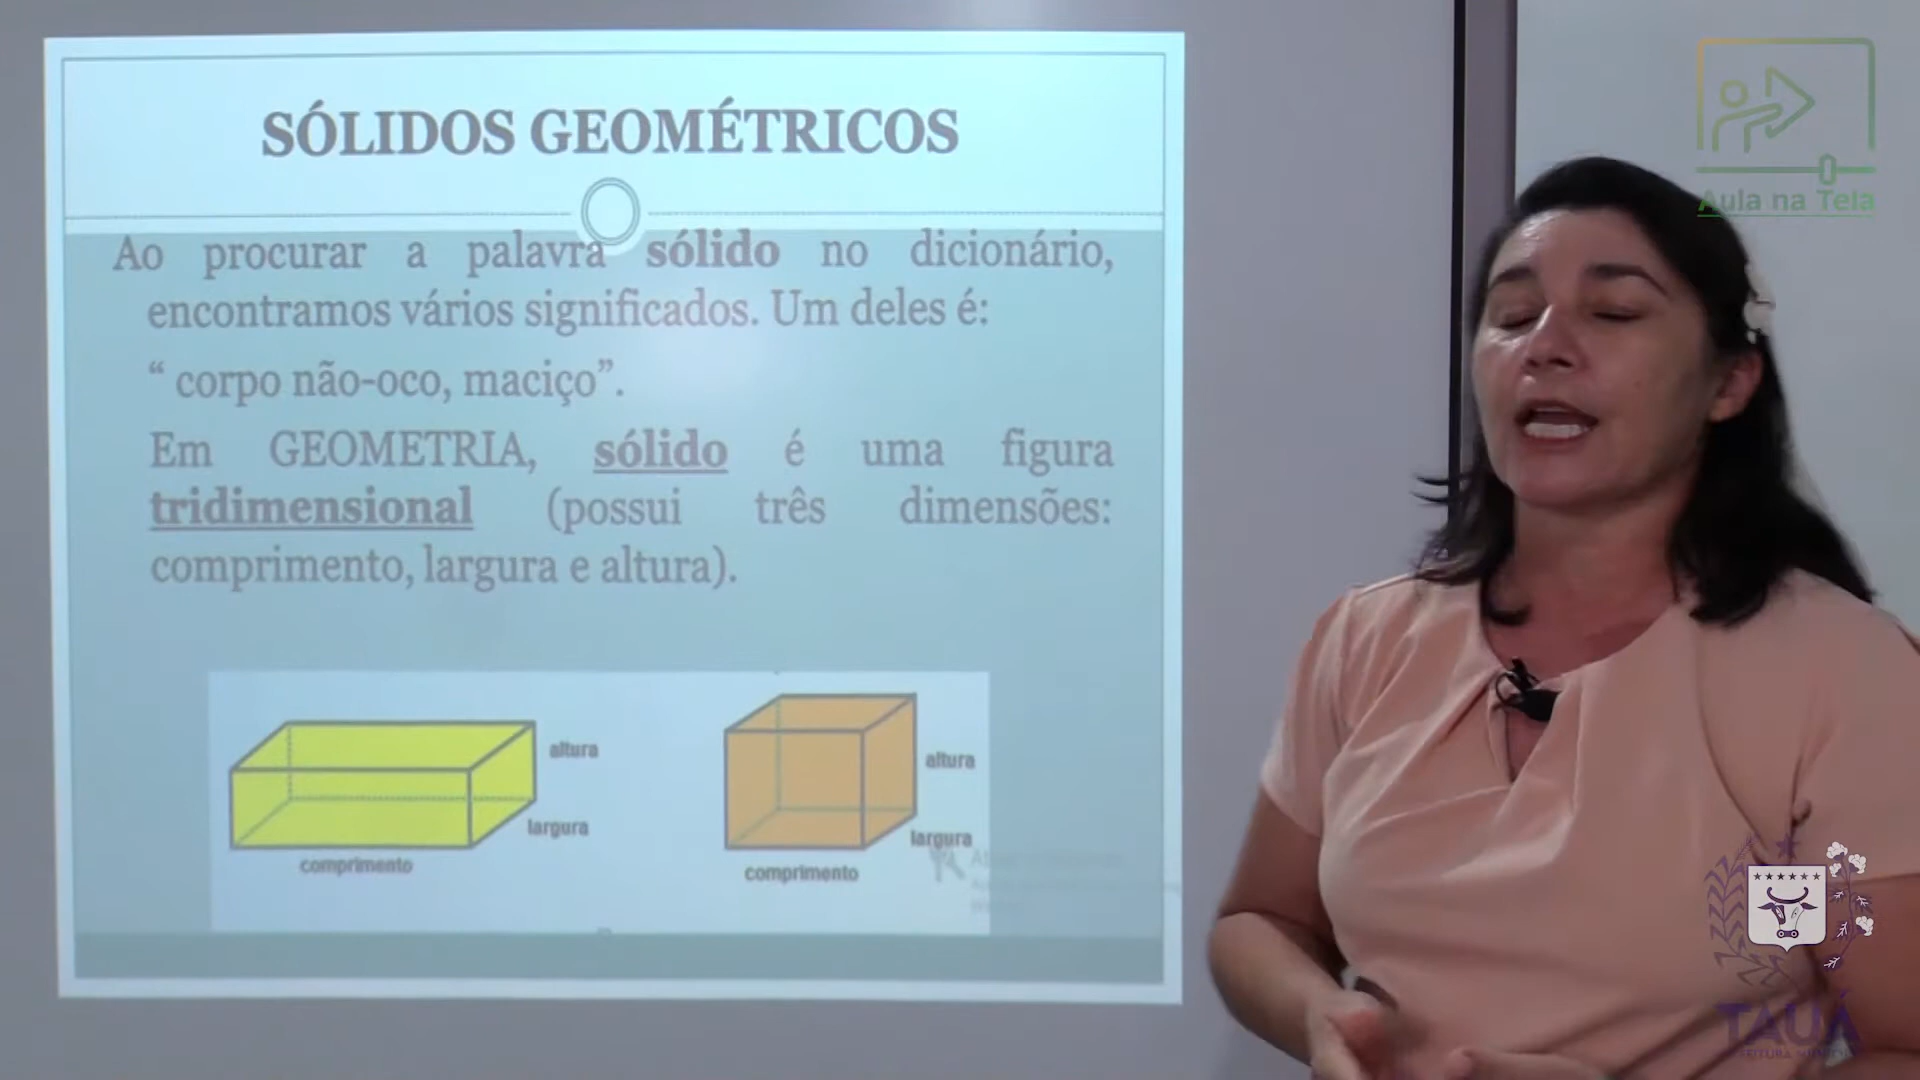 SÓLIDOS GEOMÉTRICOS
Ao procurar a palavra sólido no dicionário,
encontramos vários significados. Um deles é:
“ corpo não-oco, maciço”.
Em GEOMETRIA, sólido é uma figura
tridimensional (possui três dimensões:
comprimento, largura e altura).
altura
largura
comprimento
altura
largura
comprimento
Aula na Tela
TAUÁ